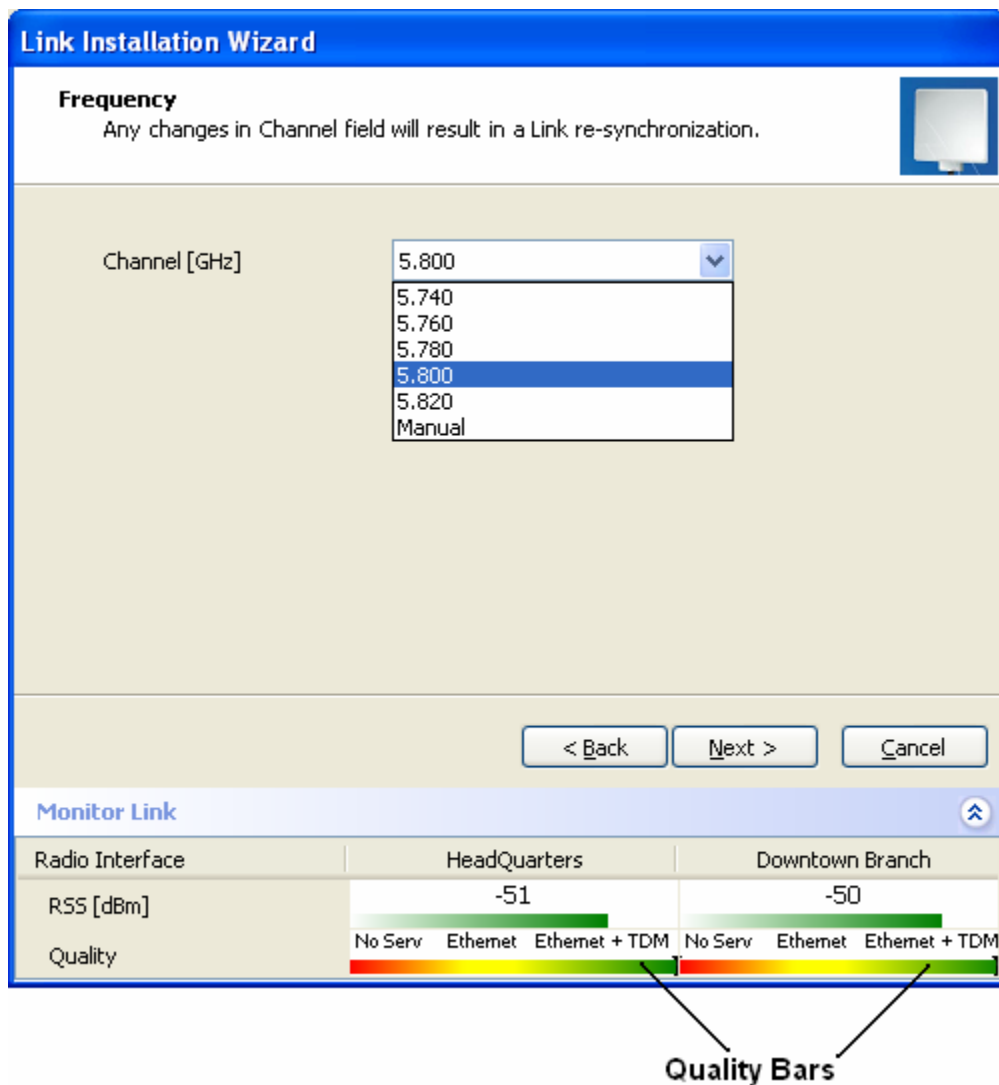 Link Installation Wizard
Frequency
Any changes in Channel field will result in a Link re-synchronization.
Channel [GHz]
5.800
5.740
5.760
5.780
5.800
5.820
Manual
< Back Next > Cancel
Monitor Link
Radio Interface HeadQuarters Downtown Branch
RSS [dBm] -51 -50
No Serv Ethernet Ethernet + TDM No Serv Ethernet Ethernet + TDM
Quality
Quality Bars